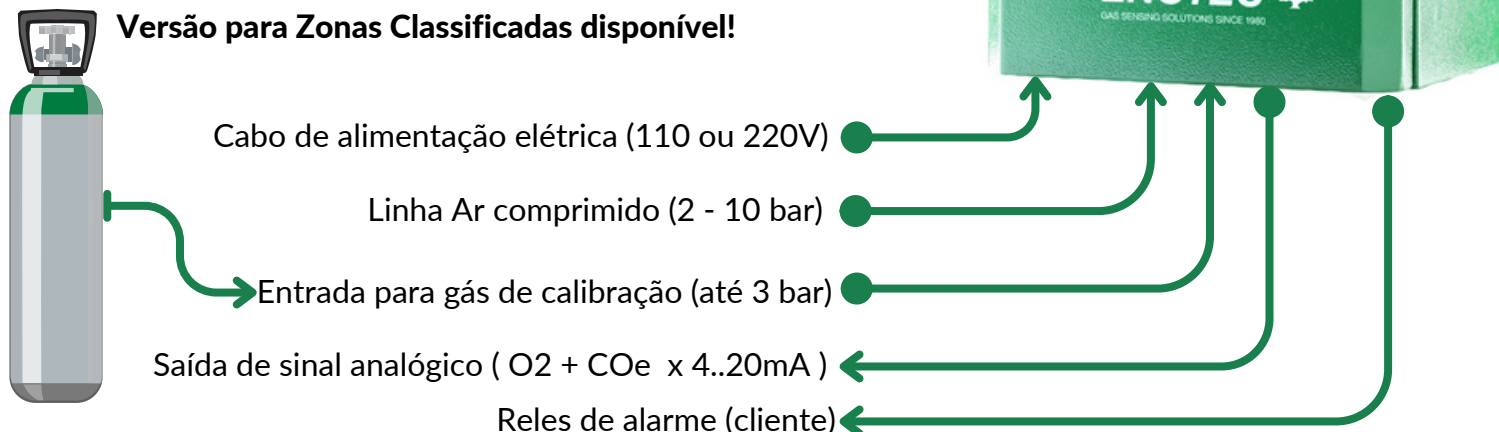 Versão para Zonas Classificadas disponível!
GAS SENSING SOLUTIONS SINCE 1980
Cabo de alimentação elétrica (110 ou 220V)
Linha Ar comprimido (2 - 10 bar)
Entrada para gás de calibração (até 3 bar)
Saída de sinal analógico ( O2 + COe x 4..20mA )
Reles de alarme (cliente)